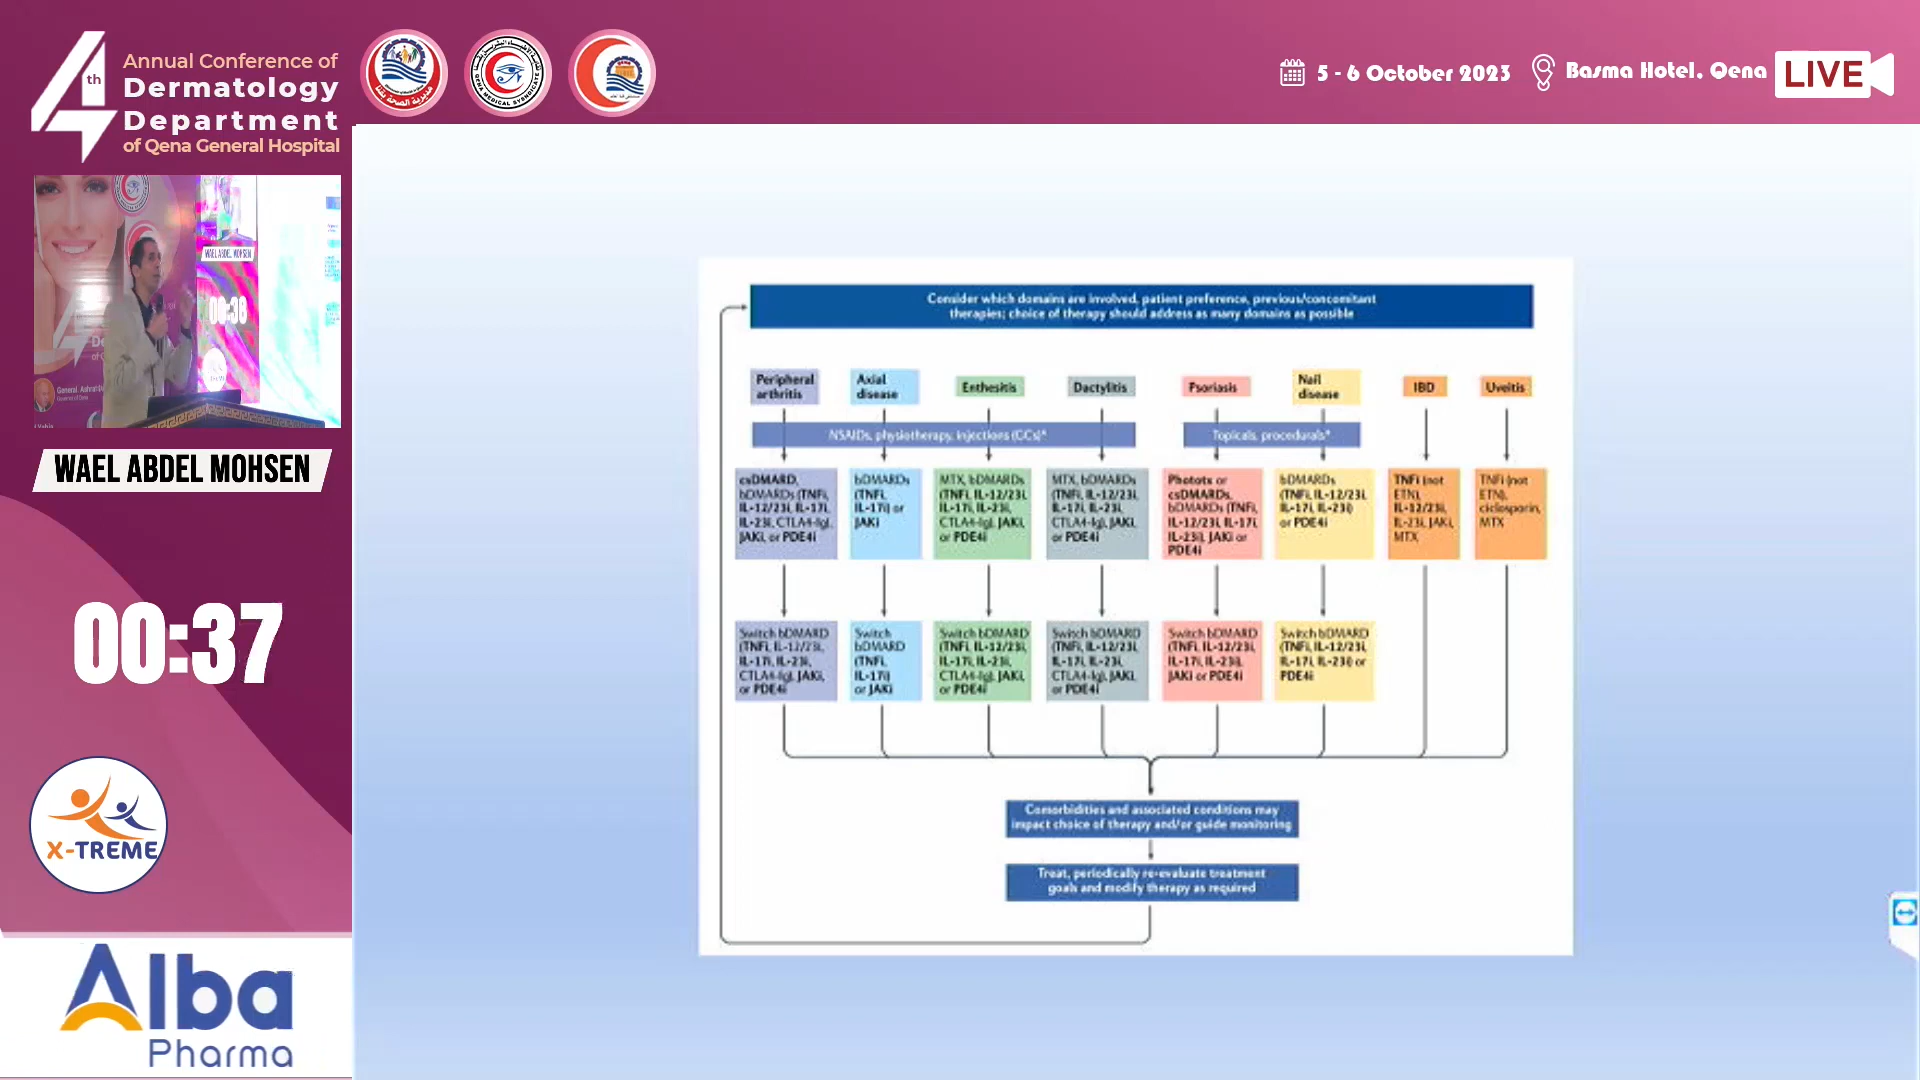 4th
Annual Conference of
Dermatology
Department
of Qena General Hospital
مديرية الصحة بقنا
QENA MEDICAL SYNDICATE
5 - 6 October 2023
Basma Hotel, Qena
LIVE
WAEL ABDEL MOHSEN
00:38
WAEL ABDEL MOHSEN
00:37
X-TREME
Alba
Pharma
Consider which domains are involved, patient preference, previous/concomitant
therapies; choice of therapy should address as many domains as possible
Peripheral
arthritis
Axial
disease
Enthesitis
Dactylitis
Psoriasis
Nail
disease
IBD
Uveitis
NSAIDs, physiotherapy, injections (GCs)*
Topicals, procedurals*
csDMARD,
bDMARDs (TNFi,
IL-12/23i, IL-17i,
IL-23i, CTLA4-Ig),
JAKi, or PDE4i
bDMARDs
(TNFi,
IL-17i) or
JAKi
MTX, bDMARDs
(TNFi, IL-12/23i,
IL-17i, IL-23i,
CTLA4-Ig), JAKi,
or PDE4i
MTX, bDMARDs
(TNFi, IL-12/23i,
IL-17i, IL-23i,
CTLA4-Ig), JAKi,
or PDE4i
Phototx or
csDMARDs,
bDMARDs (TNFi,
IL-12/23i, IL-17i,
IL-23i), JAKi or
PDE4i
bDMARDs
(TNFi, IL-12/23i,
IL-17i, IL-23i)
or PDE4i
TNFi (not
ETN),
IL-12/23i,
IL-23i, JAKi,
MTX
TNFi (not
ETN),
ciclosporin,
MTX
Switch bDMARD
(TNFi, IL-12/23i,
IL-17i, IL-23i,
CTLA4-Ig), JAKi,
or PDE4i
Switch
bDMARD
(TNFi,
IL-17i)
or JAKi
Switch bDMARD
(TNFi, IL-12/23i,
IL-17i, IL-23i,
CTLA4-Ig), JAKi,
or PDE4i
Switch bDMARD
(TNFi, IL-12/23i,
IL-17i, IL-23i,
CTLA4-Ig), JAKi,
or PDE4i
Switch bDMARD
(TNFi, IL-12/23i,
IL-17i, IL-23i),
JAKi or PDE4i
Switch bDMARD
(TNFi, IL-12/23i,
IL-17i, IL-23i) or
PDE4i
Comorbidities and associated conditions may
impact choice of therapy and/or guide monitoring
Treat, periodically re-evaluate treatment
goals and modify therapy as required